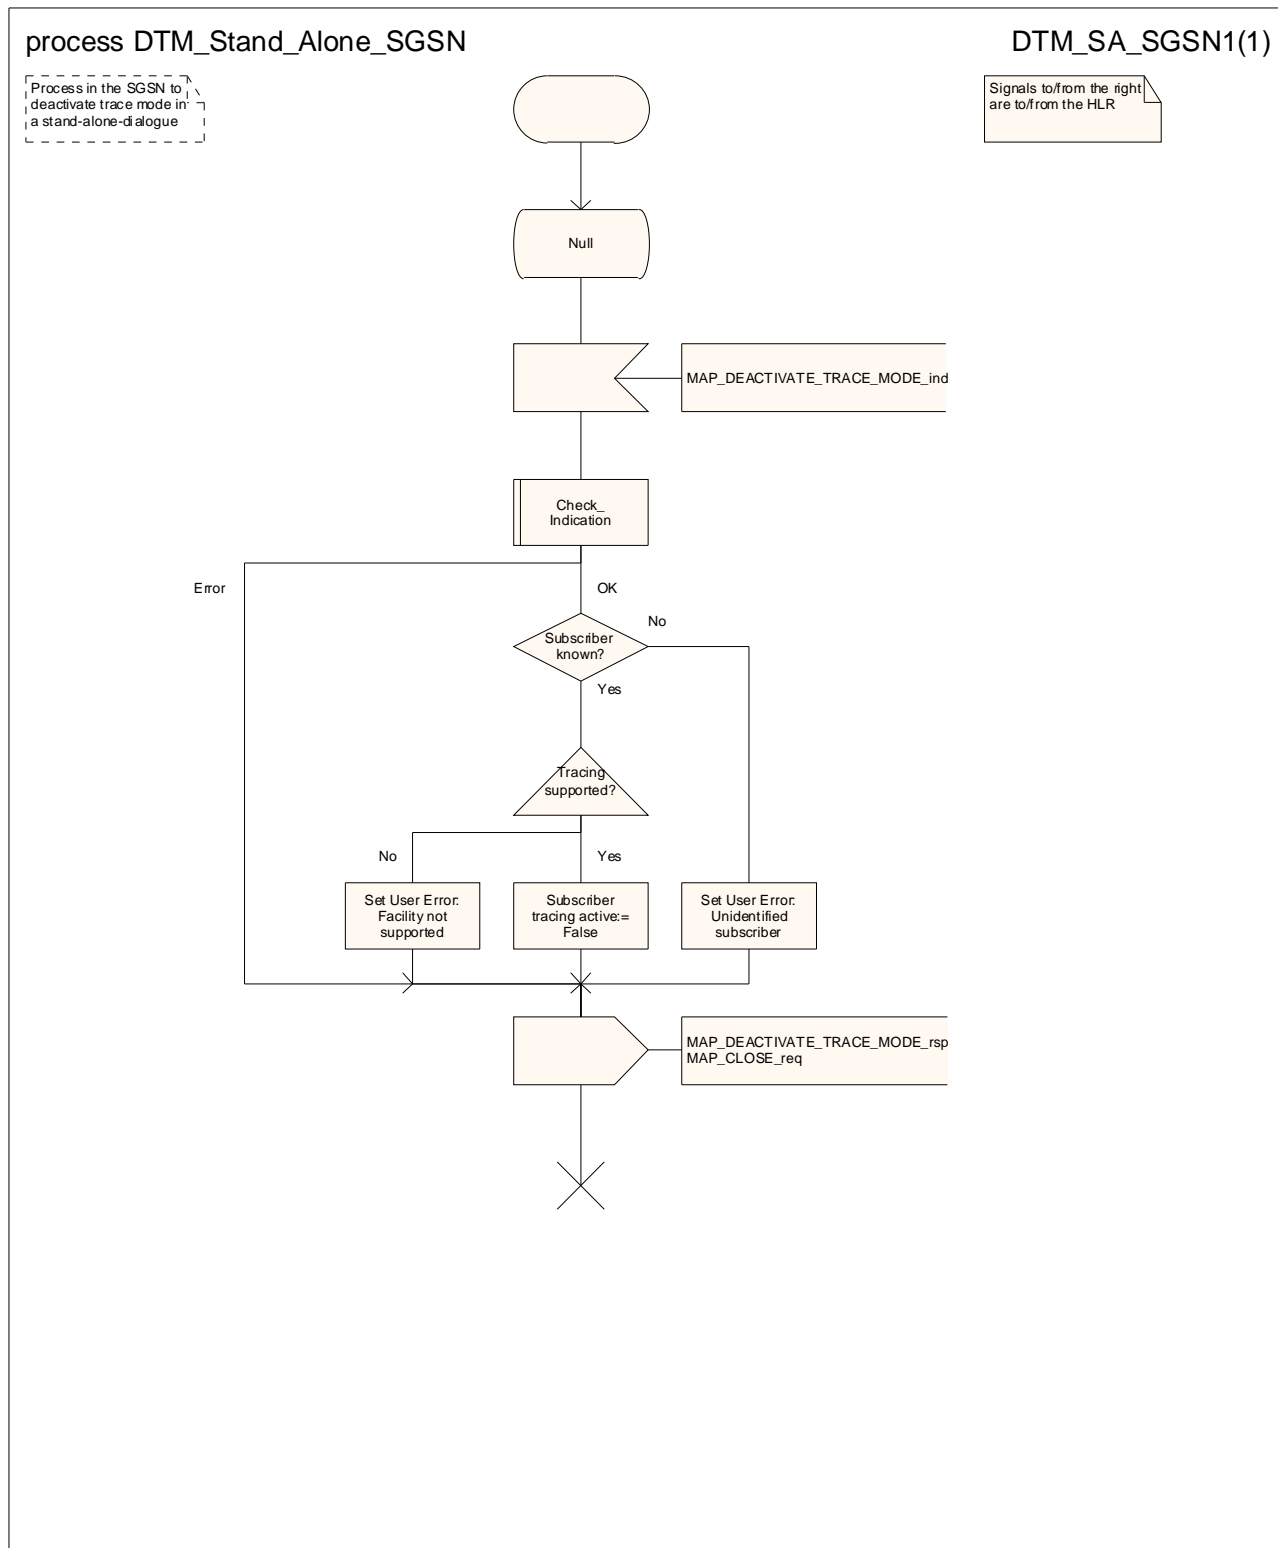 process DTM_Stand_Alone_SGSN
DTM_SA_SGSN1(1)
Process in the SGSN to
deactivate trace mode in
a stand-alone-dialogue
Signals to/from the right
are to/from the HLR
Null
MAP_DEACTIVATE_TRACE_MODE_ind
Check_
Indication
Error
OK
No
Subscriber
known?
Yes
Tracing
supported?
No
Yes
Set User Error:
Facility not
supported
Subscriber
tracing active:=
False
Set User Error:
Unidentified
subscriber
MAP_DEACTIVATE_TRACE_MODE_rsp
MAP_CLOSE_req